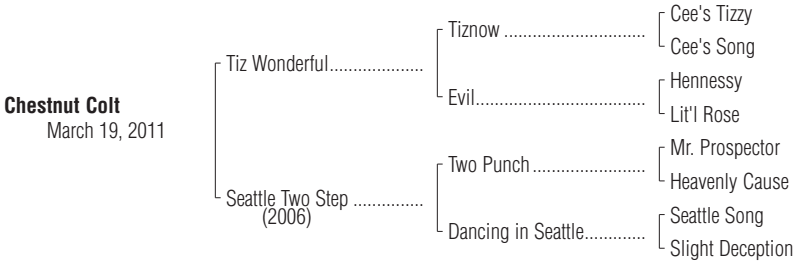 Cee's Tizzy
Tiznow ..............................
Cee's Song
Tiz Wonderful....................
Hennessy
Evil....................................
Lit'l Rose
Chestnut Colt
March 19, 2011
Mr. Prospector
Two Punch ........................
Heavenly Cause
Seattle Two Step ...............
(2006)
Seattle Song
Dancing in Seattle.............
Slight Deception